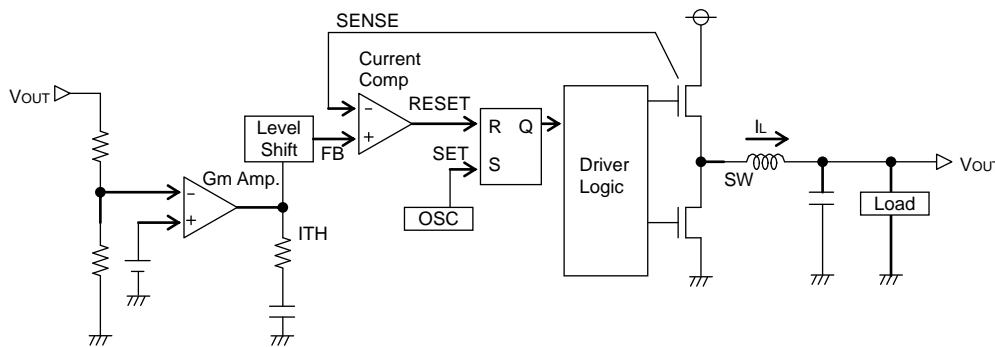 SENSE
Current
Comp
VOUT
RESET
Level
Shift
−
+
FB
R Q
S
SET
IL
Gm Amp.
−
+
Driver
Logic
SW
VOUT
OSC
Load
ITH